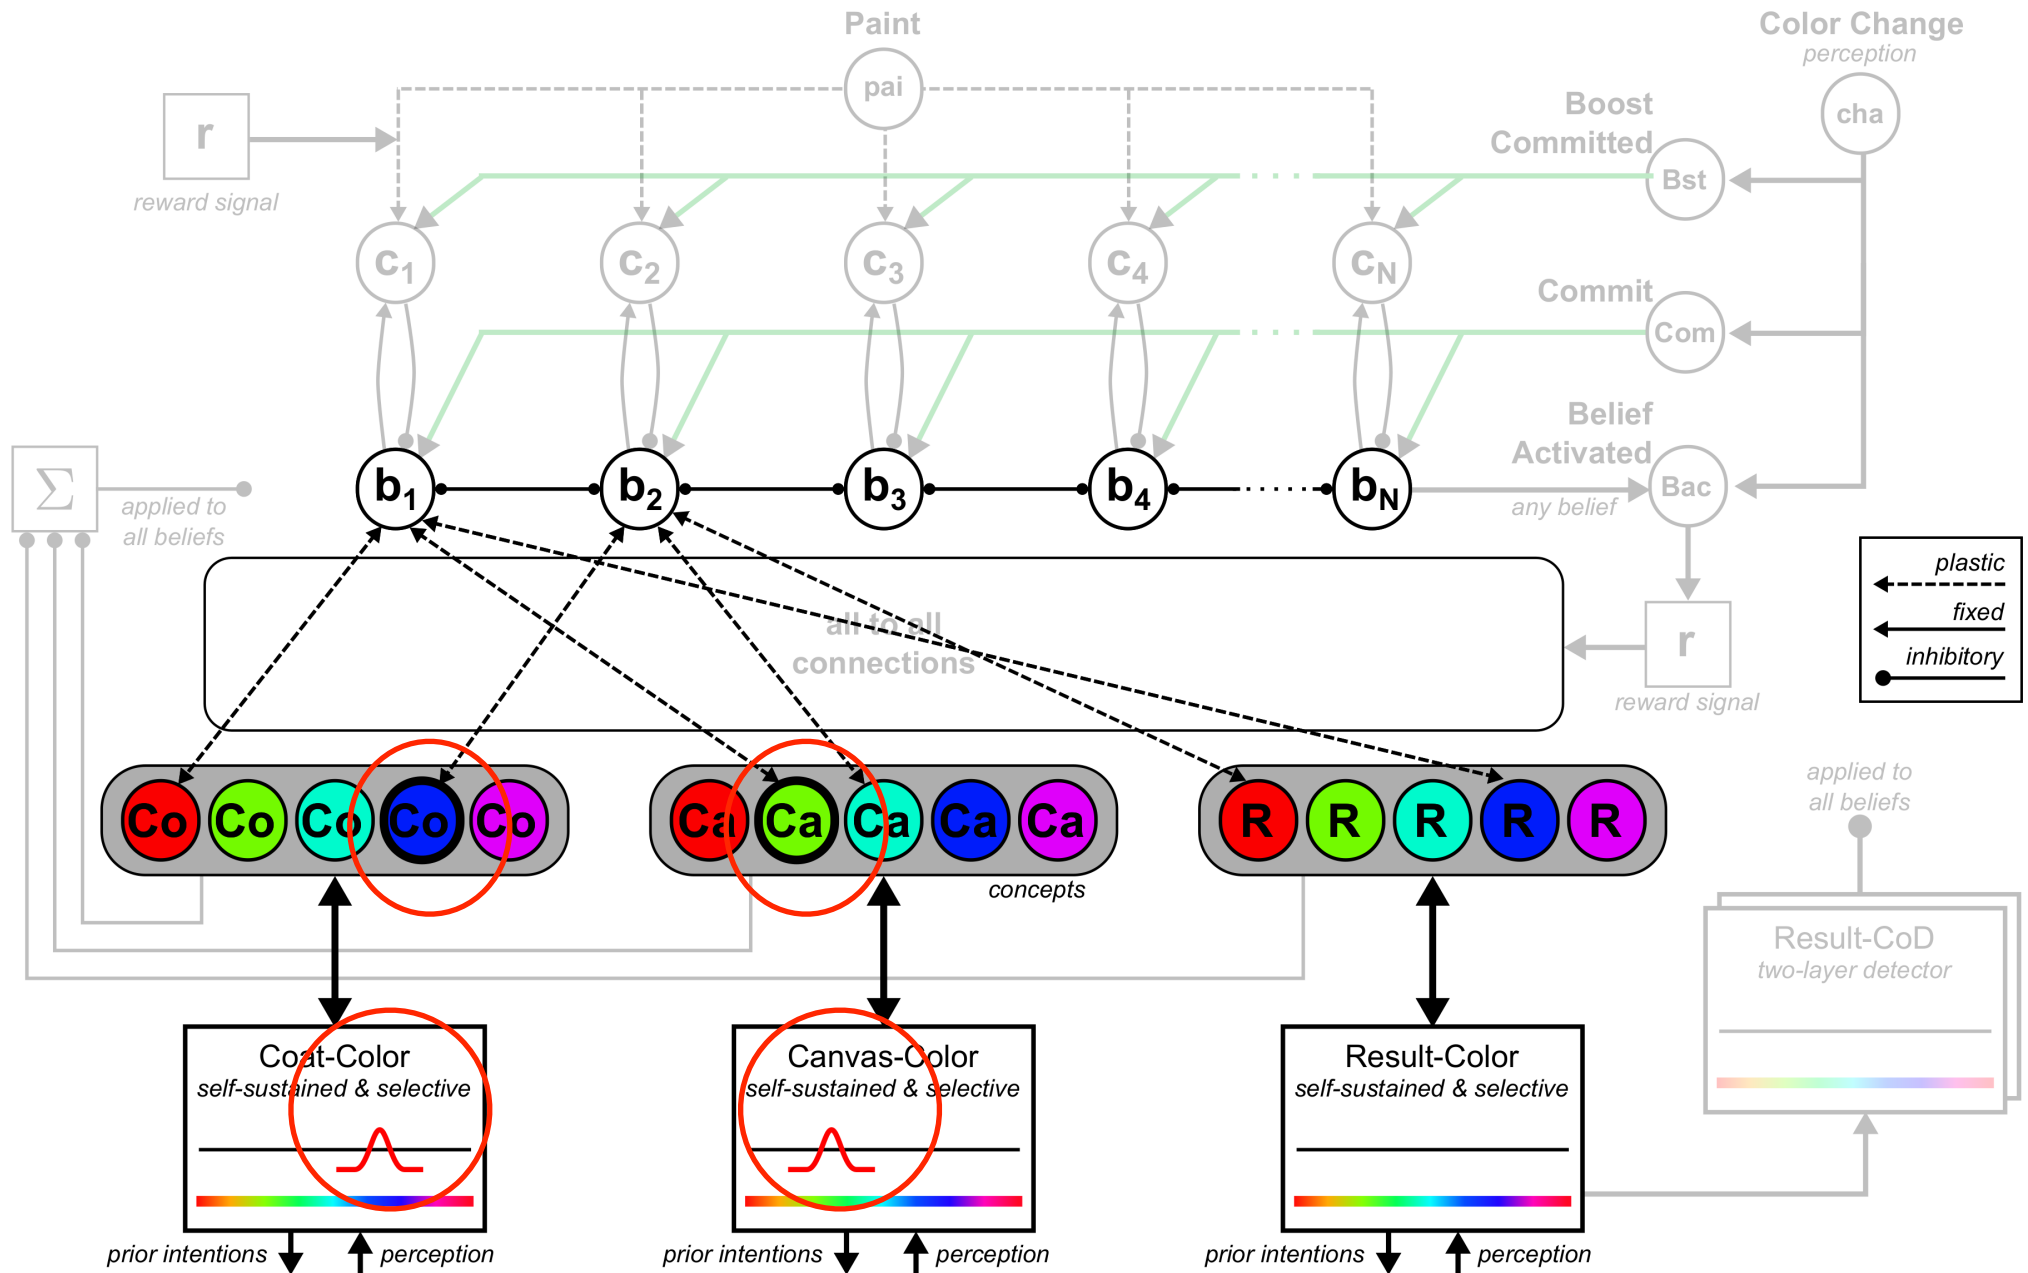 Paint
Color Change
perception
pai
cha
r
reward signal
Boost
Committed
Bst
c1
c2
c3
c4
cN
Commit
Com
Belief
Activated
Bac
any belief
Σ
applied to
all beliefs
b1
b2
b3
b4
bN
plastic
fixed
inhibitory
all to all
connections
r
reward signal
Co Co Co Co Co
Ca Ca Ca Ca Ca
R R R R R
concepts
applied to
all beliefs
Result-CoD
two-layer detector
Coat-Color
self-sustained & selective
Canvas-Color
self-sustained & selective
Result-Color
self-sustained & selective
prior intentions
perception
prior intentions
perception
prior intentions
perception